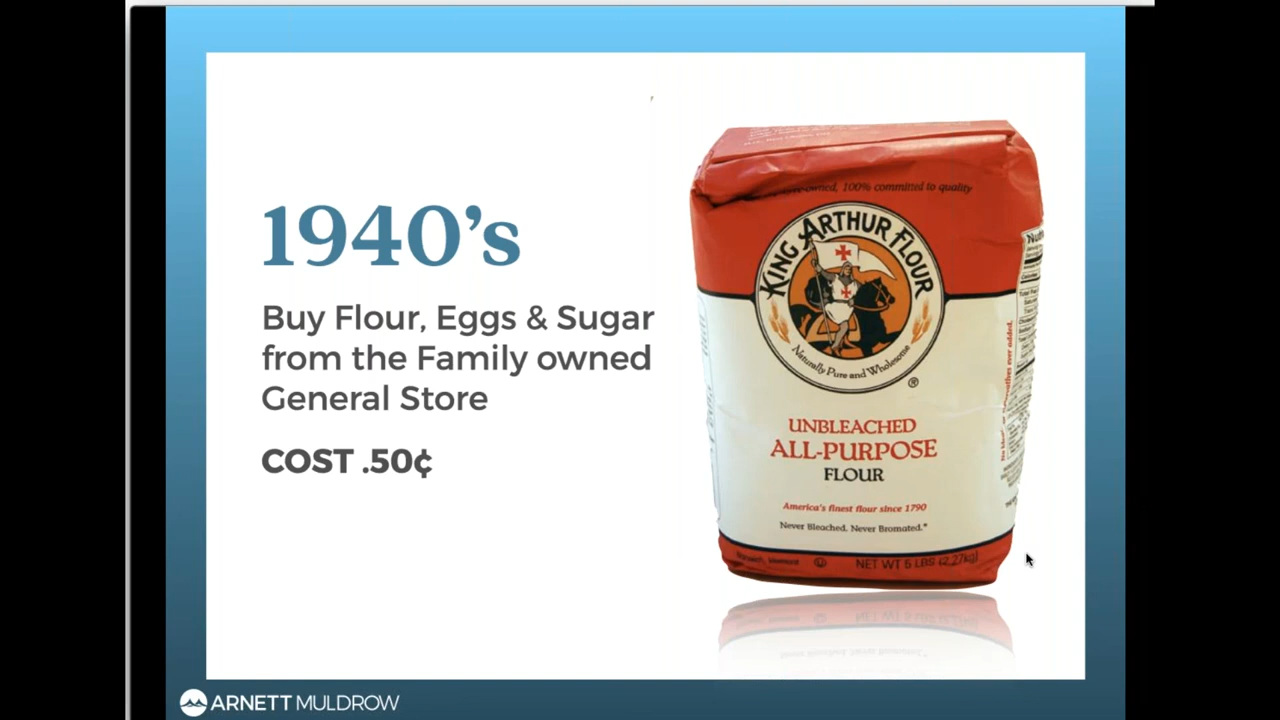 1940's
Buy Flour, Eggs & Sugar
from the Family owned
General Store
COST .50¢
owned, 100% committed to quality
KING ARTHUR FLOUR
Naturally Pure and Wholesome
®
UNBLEACHED
ALL-PURPOSE
FLOUR
America's finest flour since 1790
Never Bleached. Never Bromated.*
Norwich, Vermont
NET WT 5 LBS (2.27kg)
ARNETT MULDROW